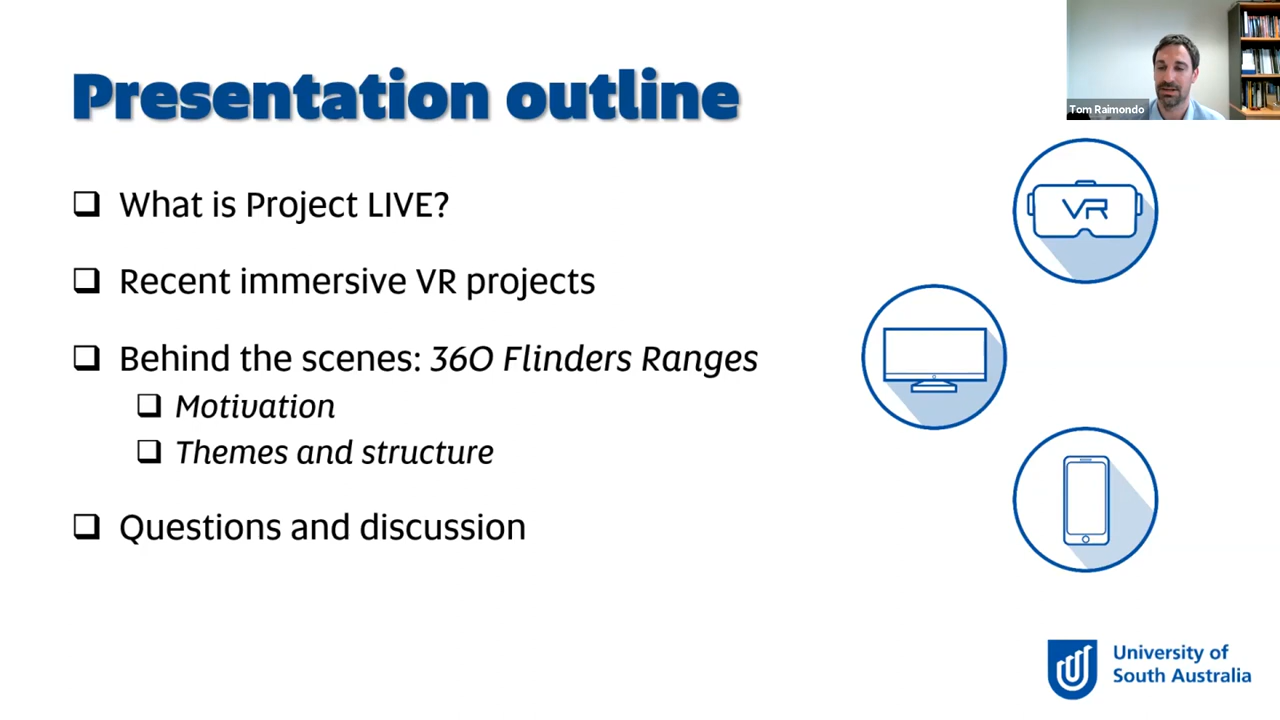 Presentation outline
Tom Raimondo
What is Project LIVE?
Recent immersive VR projects
Behind the scenes: 360 Flinders Ranges
Motivation
Themes and structure
Questions and discussion
VR
University of
South Australia